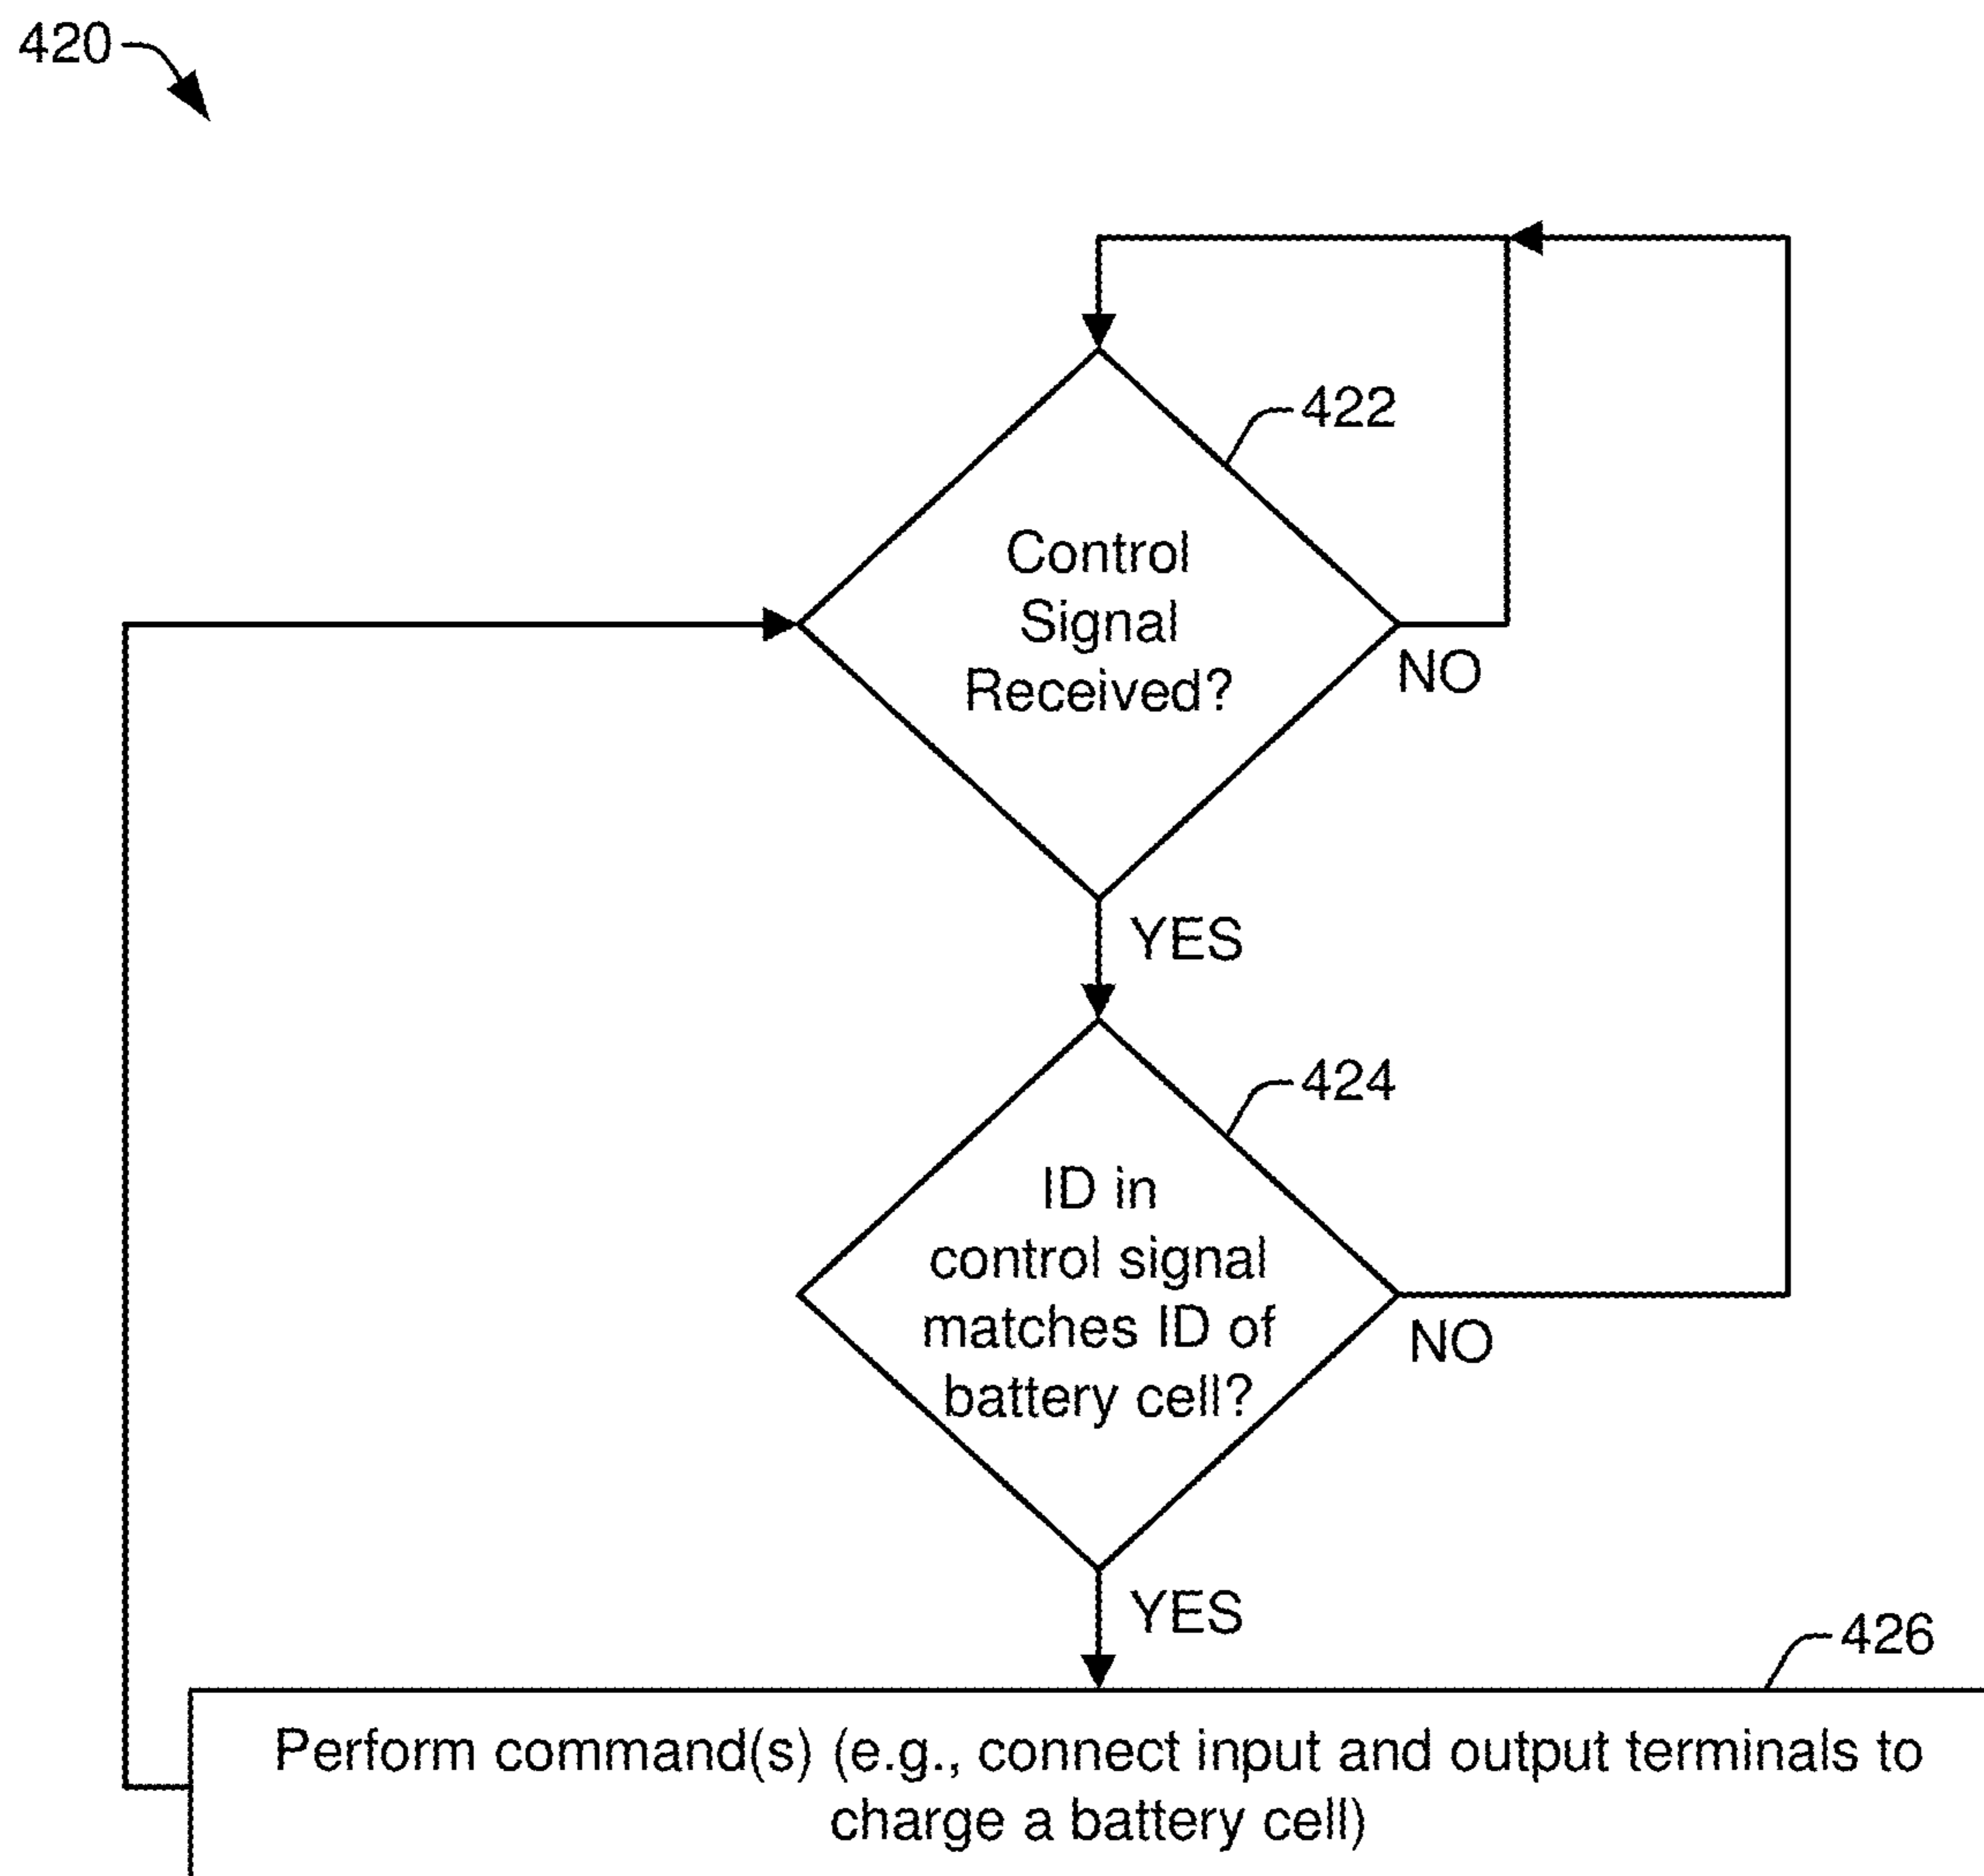 420
422
Control
Signal
Received?
NO
YES
424
ID in
control signal
matches ID of
battery cell?
NO
YES
426
Perform command(s) (e.g., connect input and output terminals to
charge a battery cell)